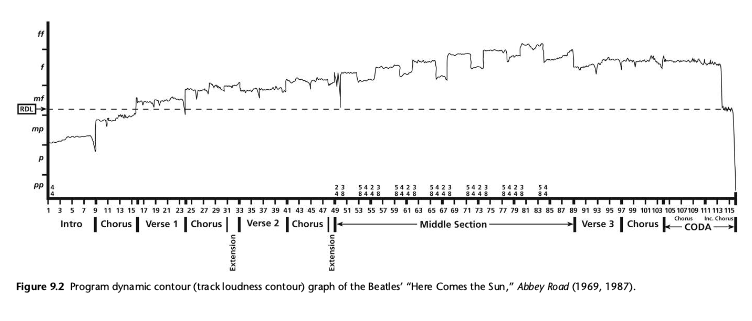 ff
f
mf
RDL
mp
p
pp
4 2 3 5 4 2 3 5 4 2 3 5 4 2 3 5 4 2 3 5 4 2 3 5 4
4 4 8 8 4 4 8 8 4 4 8 8 4 4 8 8 4 4 8 8 4 4 8 8 4
1 3 5 7 9 11 13 15 17 19 21 23 25 27 29 31 33 35 37 39 41 43 45 47 49 51 53 55 57 59 61 63 65 67 69 71 73 75 77 79 81 83 85 87 89 91 93 95 97 99 101 103 105 107 109 111 113 115
Chorus Inc. Chorus
Intro Chorus Verse 1 Chorus Verse 2 Chorus Middle Section Verse 3 Chorus CODA
Extension
Extension
Figure 9.2 Program dynamic contour (track loudness contour) graph of the Beatles' “Here Comes the Sun,” Abbey Road (1969, 1987).